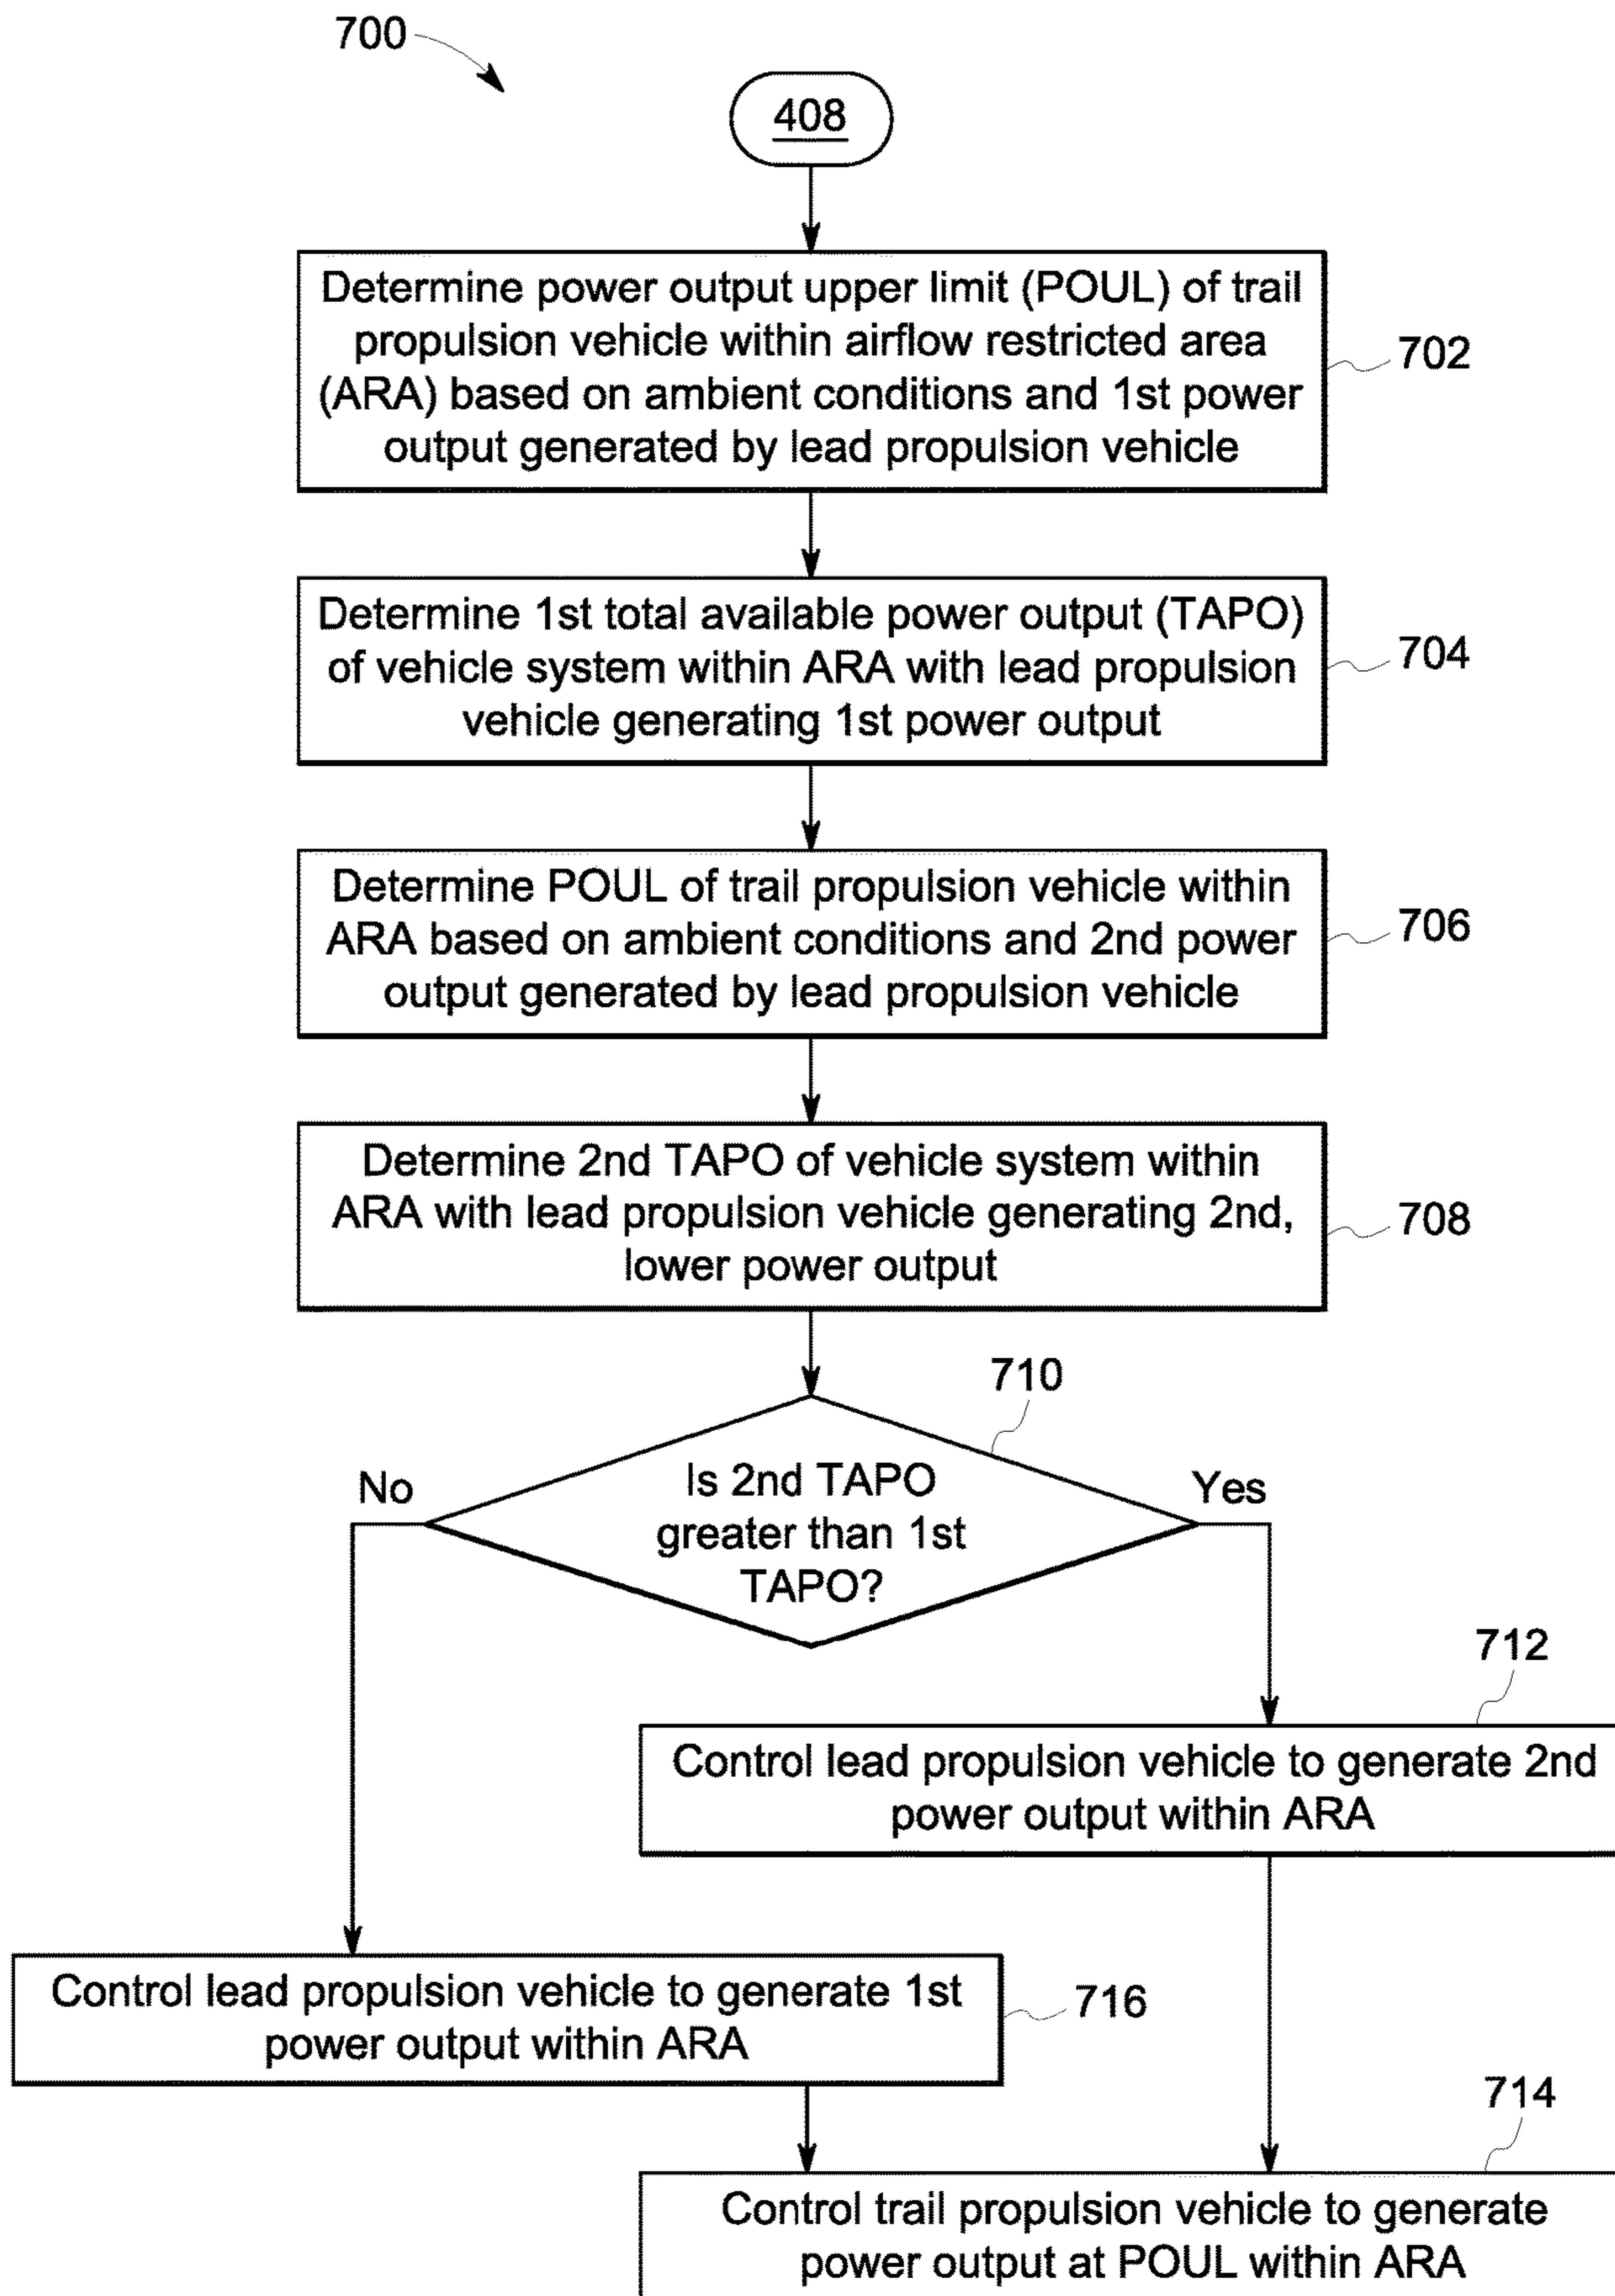 700
408
Determine power output upper limit (POUL) of trail
propulsion vehicle within airflow restricted area
(ARA) based on ambient conditions and 1st power
output generated by lead propulsion vehicle
702
Determine 1st total available power output (TAPO)
of vehicle system within ARA with lead propulsion
vehicle generating 1st power output
704
Determine POUL of trail propulsion vehicle within
ARA based on ambient conditions and 2nd power
output generated by lead propulsion vehicle
706
Determine 2nd TAPO of vehicle system within
ARA with lead propulsion vehicle generating 2nd,
lower power output
708
710
No
Is 2nd TAPO
greater than 1st
TAPO?
Yes
712
Control lead propulsion vehicle to generate 2nd
power output within ARA
Control lead propulsion vehicle to generate 1st
power output within ARA
716
714
Control trail propulsion vehicle to generate
power output at POUL within ARA